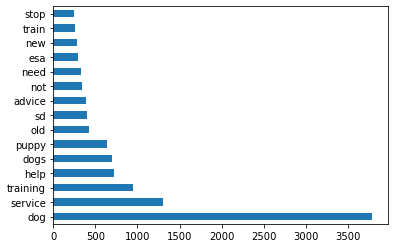 stop
train
new
esa
need
not
advice
sd
old
puppy
dogs
help
training
service
dog
0 500 1000 1500 2000 2500 3000 3500